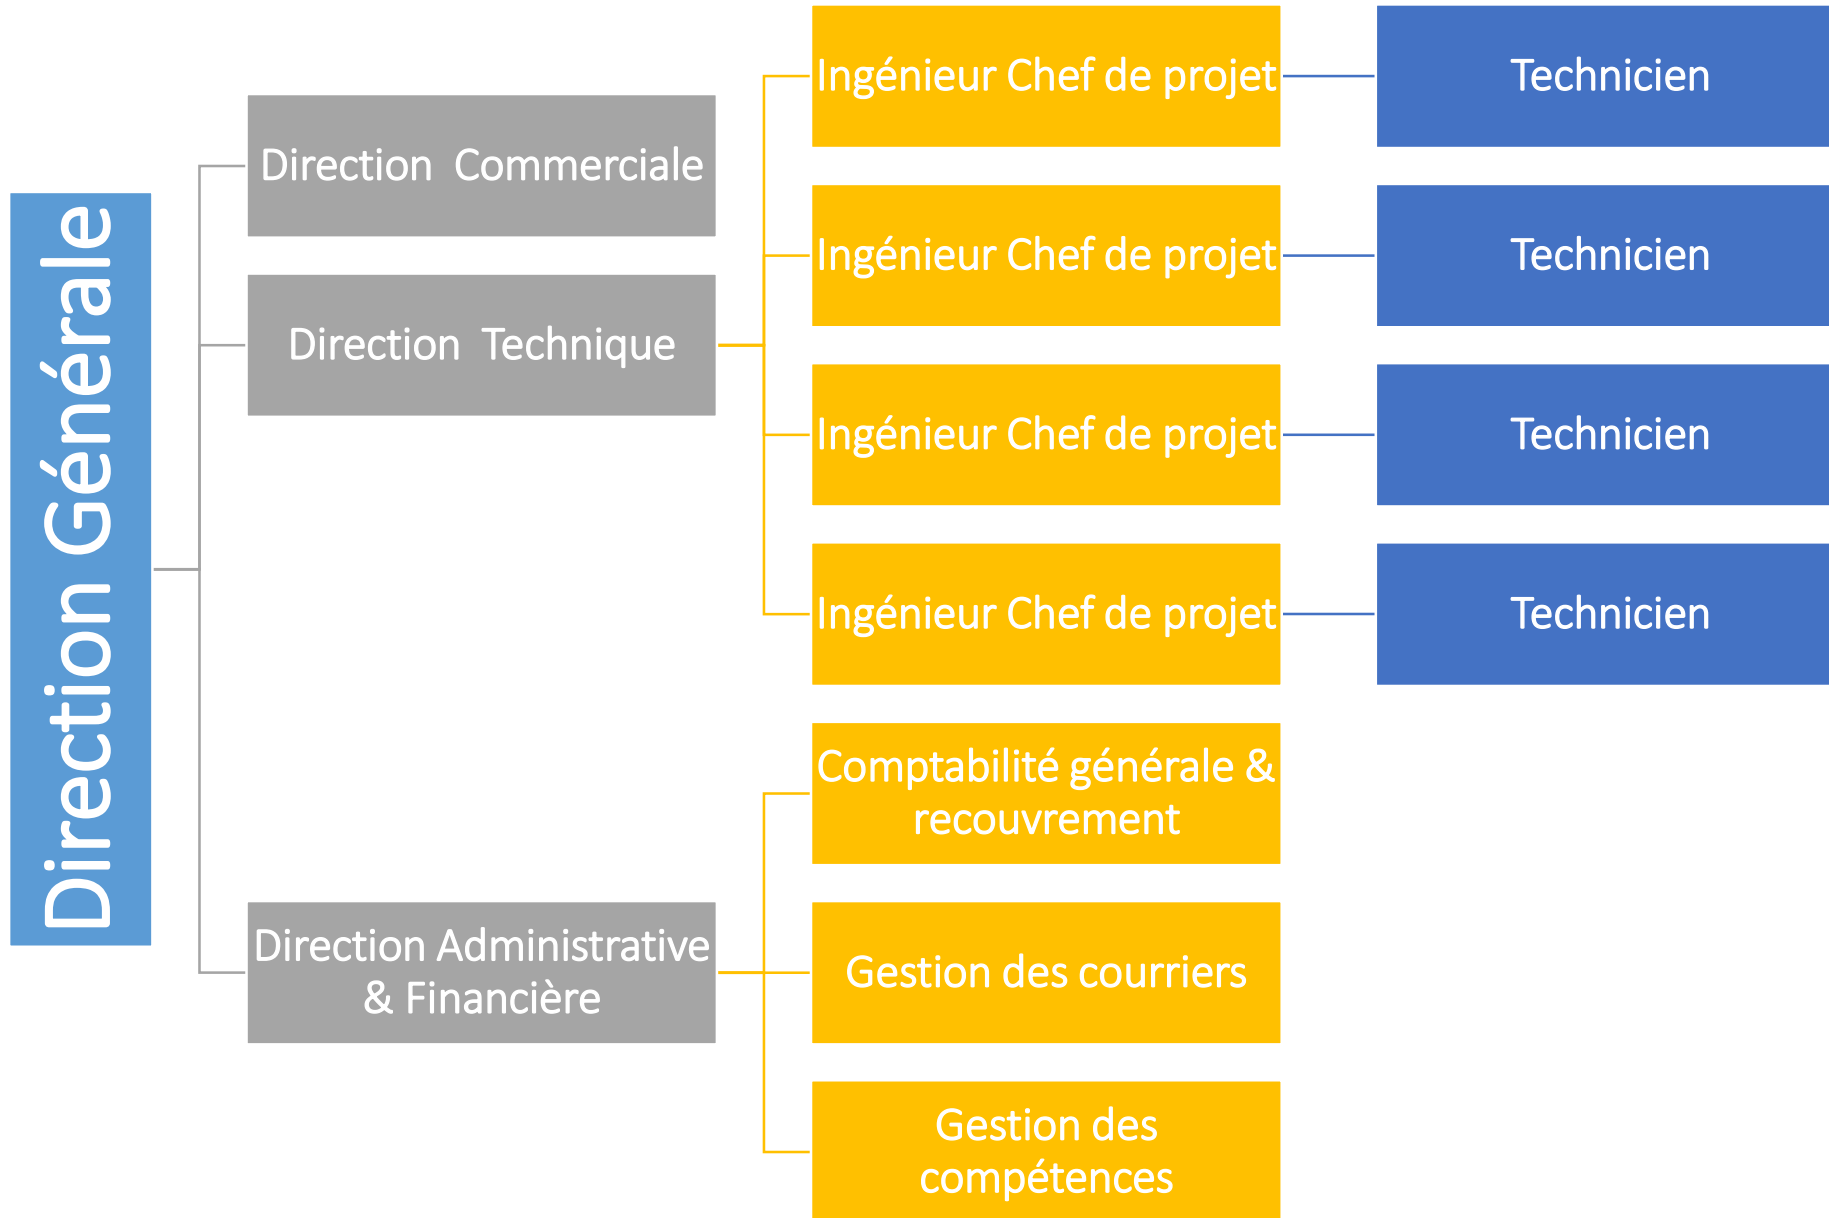 Direction Générale
Direction  Commerciale
Direction  Technique
Ingénieur Chef de projet
Technicien
Ingénieur Chef de projet
Technicien
Ingénieur Chef de projet
Technicien
Ingénieur Chef de projet
Technicien
Direction Administrative
& Financière
Comptabilité générale &
recouvrement
Gestion des courriers
Gestion des
compétences